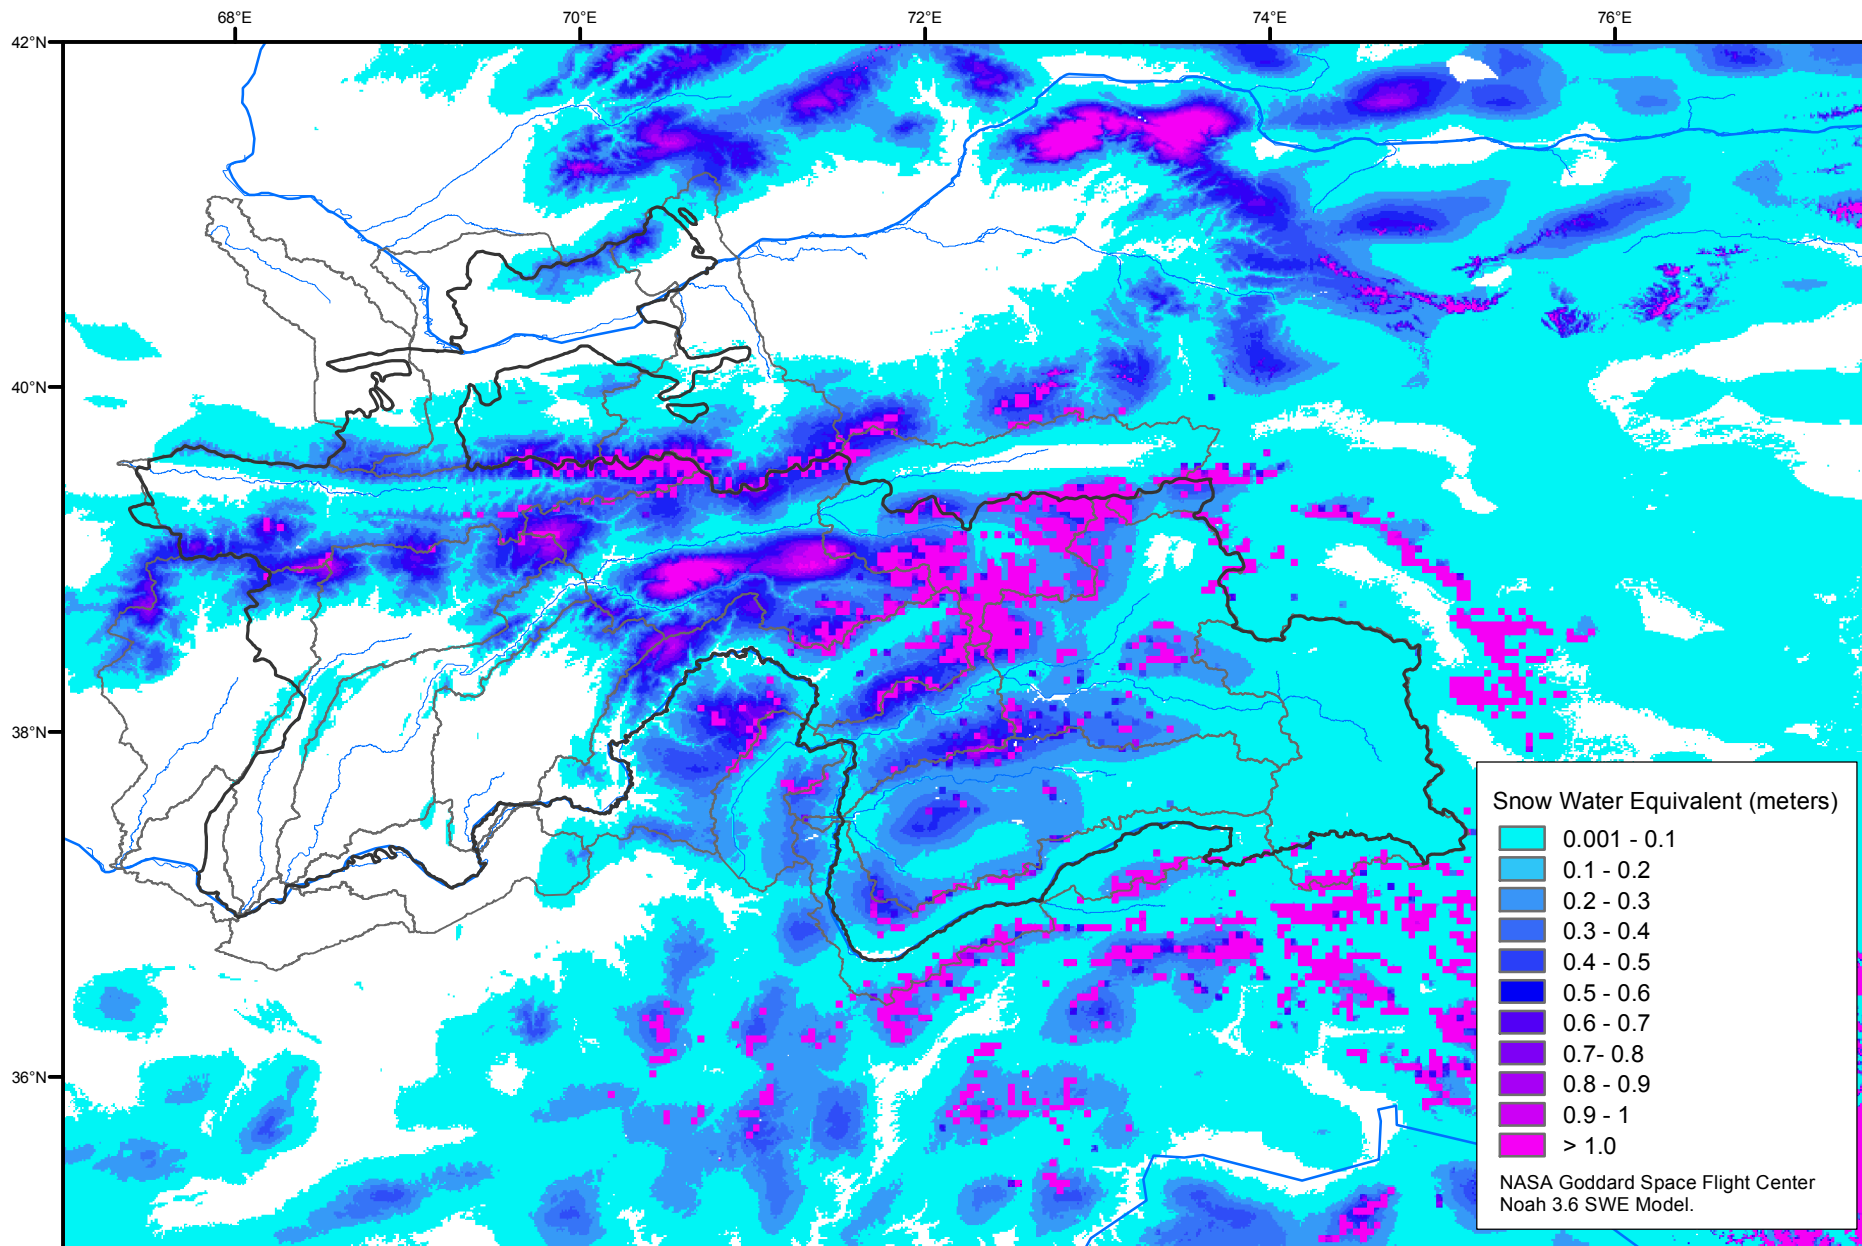 68°E
70°E
72°E
74°E
76°E
42°N
40°N
38°N
36°N
Snow Water Equivalent (meters)
0.001 - 0.1
0.1 - 0.2
0.2 - 0.3
0.3 - 0.4
0.4 - 0.5
0.5 - 0.6
0.6 - 0.7
0.7- 0.8
0.8 - 0.9
0.9 - 1
> 1.0
NASA Goddard Space Flight Center
Noah 3.6 SWE Model.